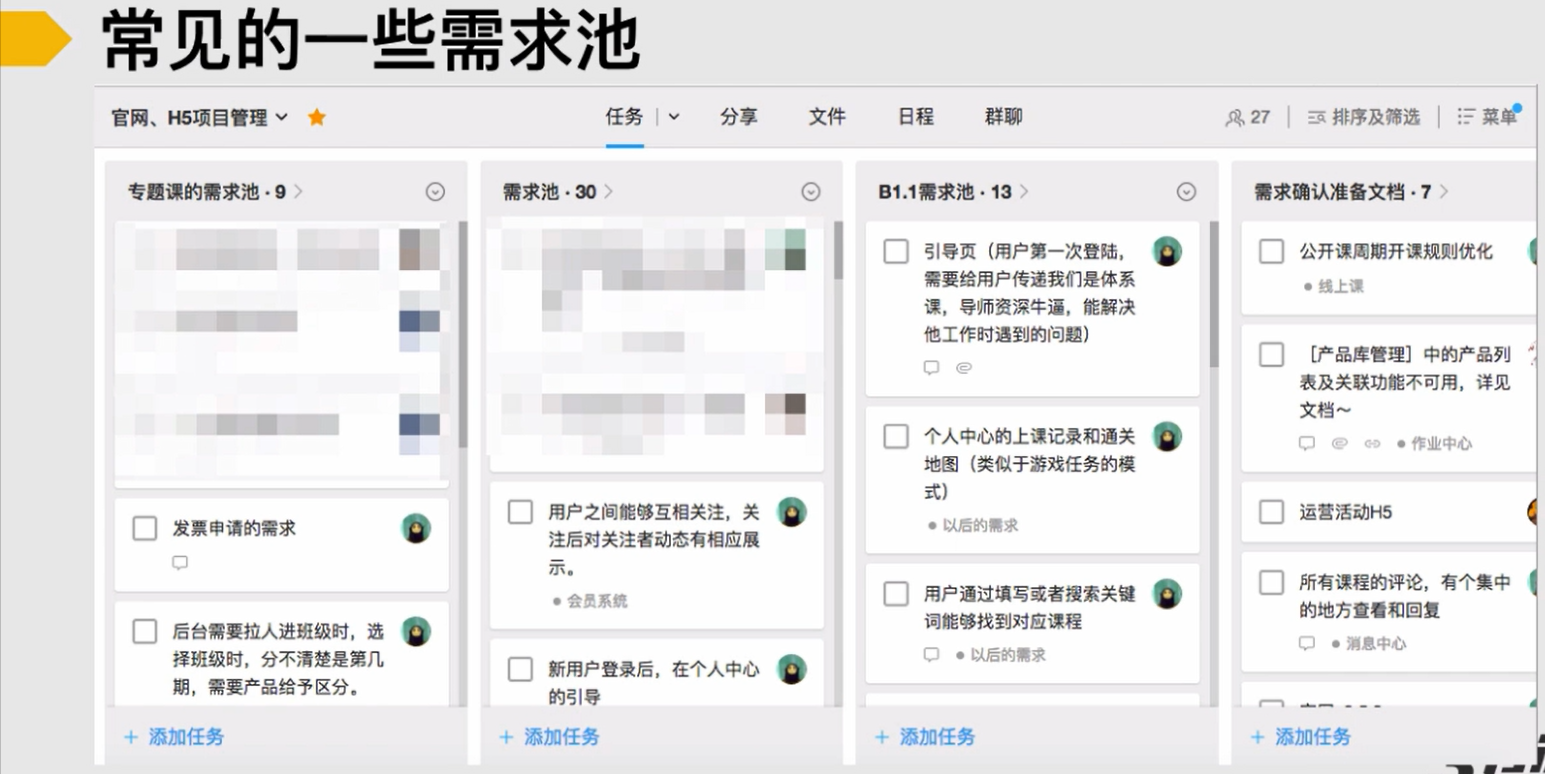 常见的一些需求池
官网、H5项目管理
任务
分享
文件
日程
群聊
27
排序及筛选
菜单
专题课的需求池 · 9
发票申请的需求
后台需要拉人进班级时，选
择班级时，分不清楚是第几
期，需要产品给予区分。
+ 添加任务
需求池 · 30
用户之间能够互相关注，关
注后对关注者动态有相应展
示。
会员系统
新用户登录后，在个人中心
的引导
+ 添加任务
B1.1需求池 · 13
引导页（用户第一次登陆，
需要给用户传递我们是体系
课，导师资深牛逼，能解决
他工作时遇到的问题）
个人中心的上课记录和通关
地图（类似于游戏任务的模
式）
以后的需求
用户通过填写或者搜索关键
词能够找到对应课程
以后的需求
+ 添加任务
需求确认准备文档 · 7
公开课周期开课规则优化
线上课
［产品库管理］中的产品列
表及关联功能不可用，详见
文档～
作业中心
运营活动H5
所有课程的评论，有个集中
的地方查看和回复
消息中心
+ 添加任务